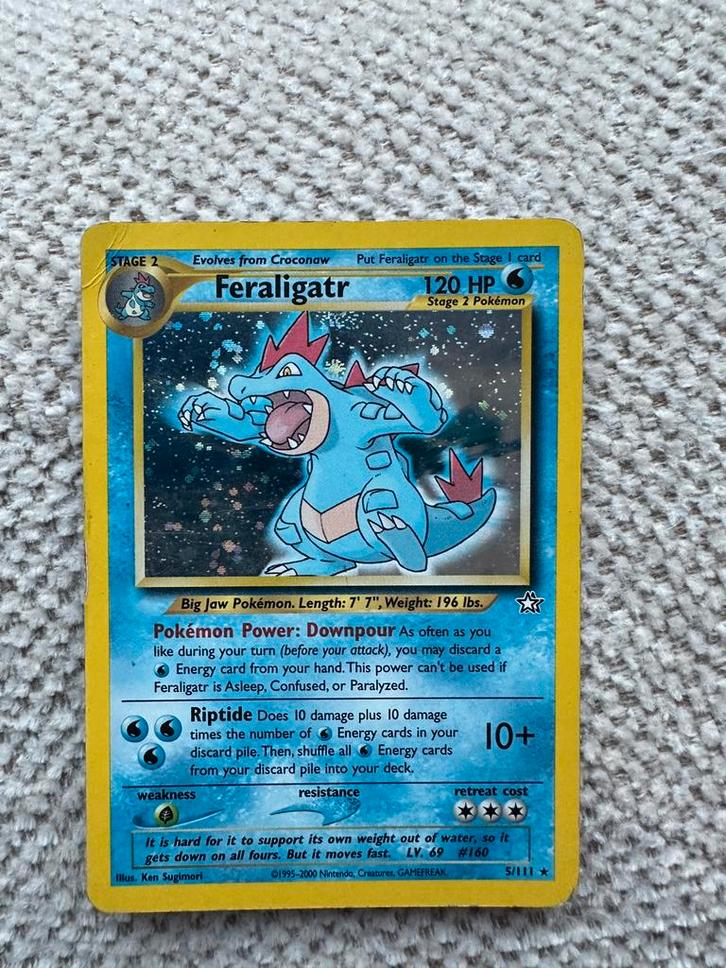 STAGE 2 Evolves from Croconaw Put Feraligatr on the Stage 1 card
Feraligatr 120 HP
Stage 2 Pokémon
Big Jaw Pokémon. Length: 7' 7", Weight: 196 lbs.
Pokémon Power: Downpour As often as you
like during your turn (before your attack), you may discard a
Energy card from your hand. This power can't be used if
Feraligatr is Asleep, Confused, or Paralyzed.
Riptide Does 10 damage plus 10 damage
times the number of Energy cards in your
discard pile. Then, shuffle all Energy cards
from your discard pile into your deck.
10+
weakness resistance retreat cost
It is hard for it to support its own weight out of water, so it
gets down on all fours. But it moves fast. LV. 69 #160
Illus. Ken Sugimori ©1995-2000 Nintendo, Creatures, GAMEFREAK. 5/111 ★